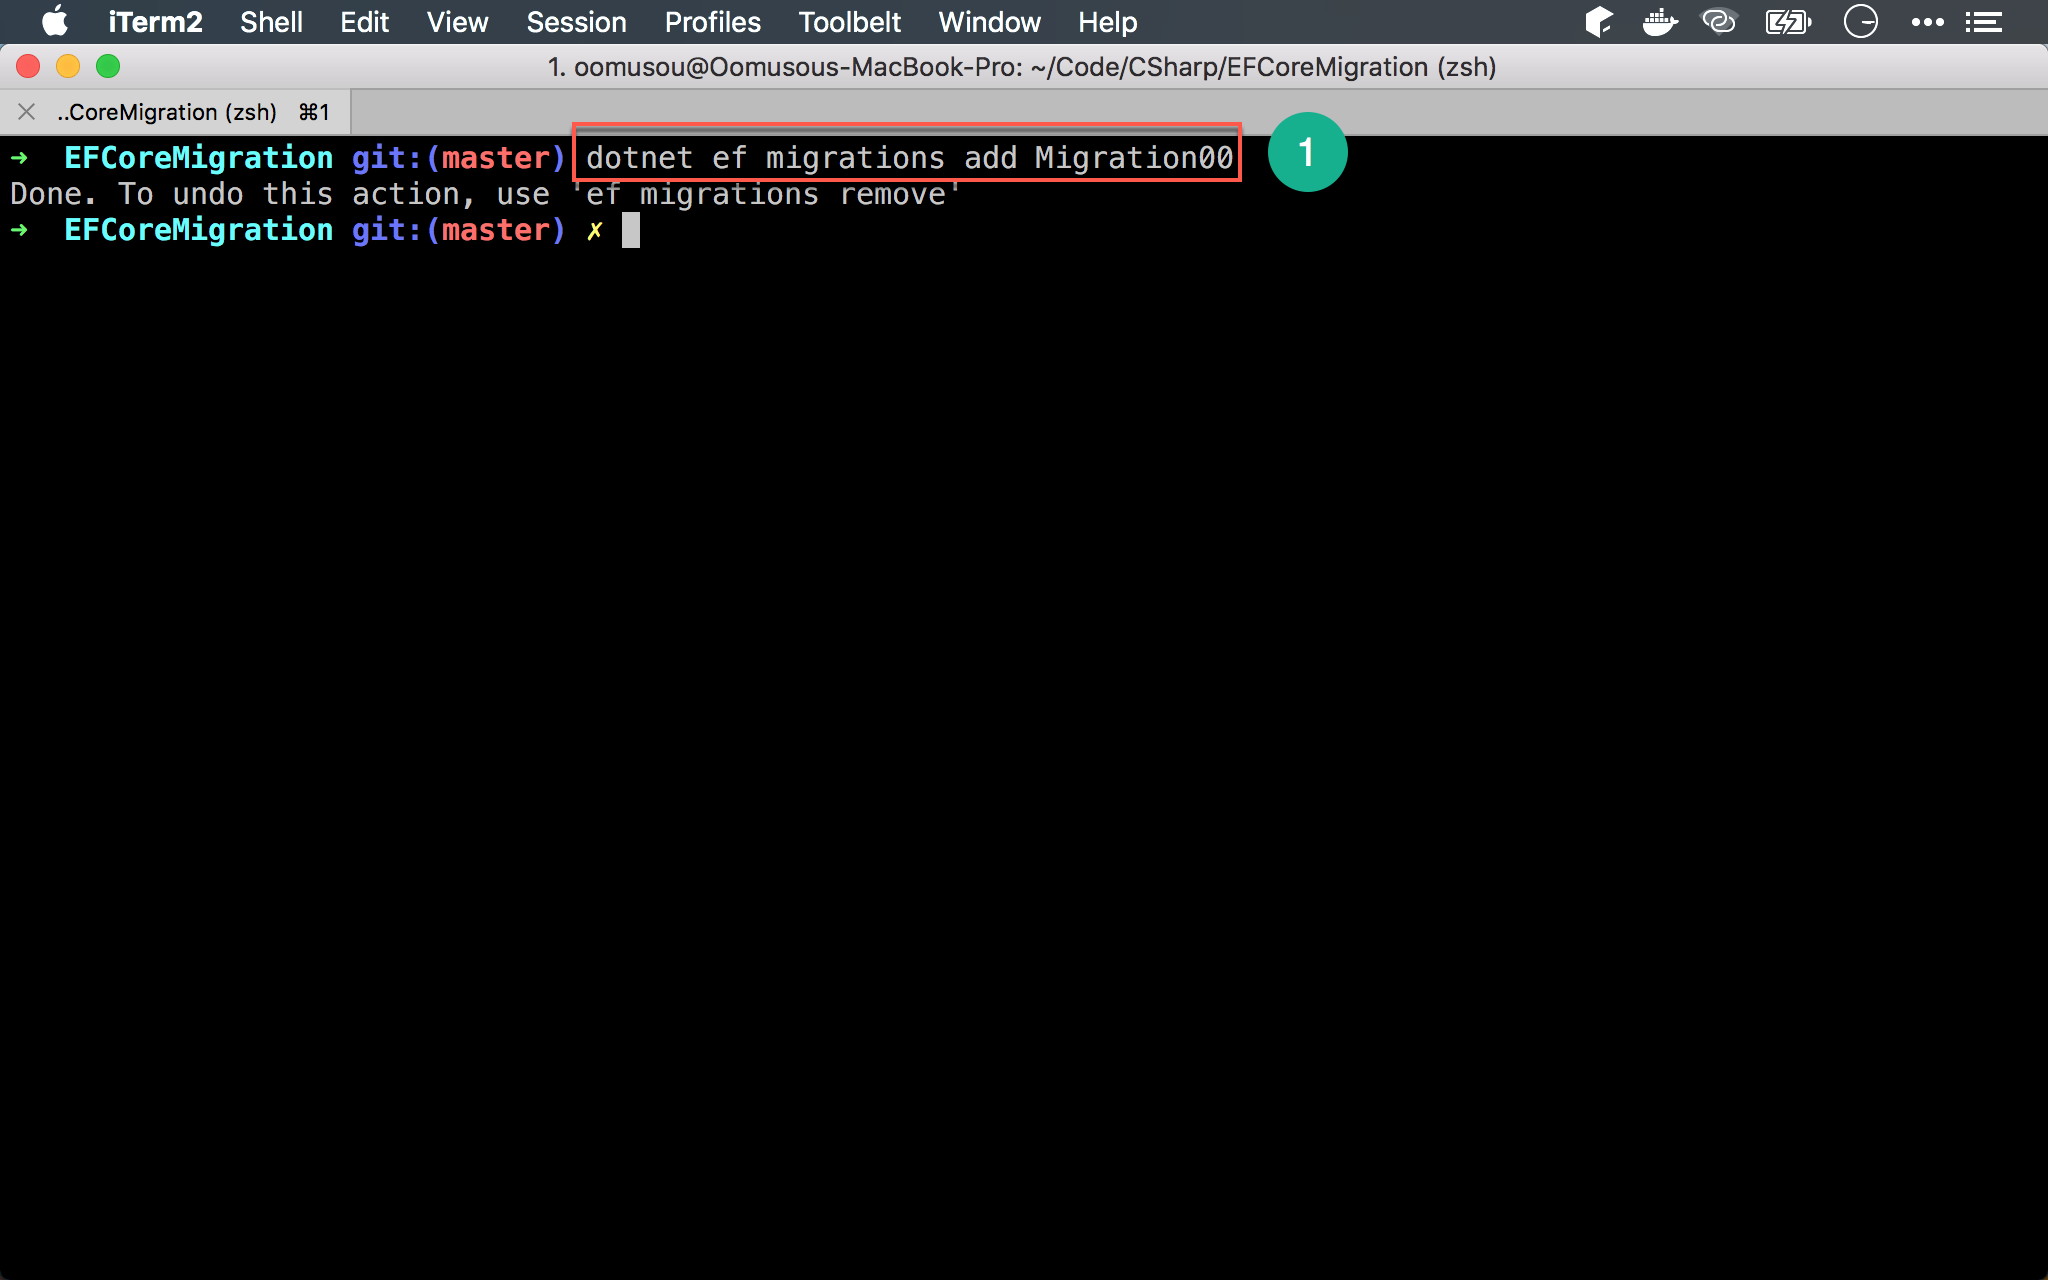 iTerm2 Shell Edit View Session Profiles Toolbelt Window Help
1. oomusou@Oomusous-MacBook-Pro: ~/Code/CSharp/EFCoreMigration (zsh)
..CoreMigration (zsh) ⌘1
➜ EFCoreMigration git:(master) dotnet ef migrations add Migration00
1
Done. To undo this action, use 'ef migrations remove'
➜ EFCoreMigration git:(master) ✗